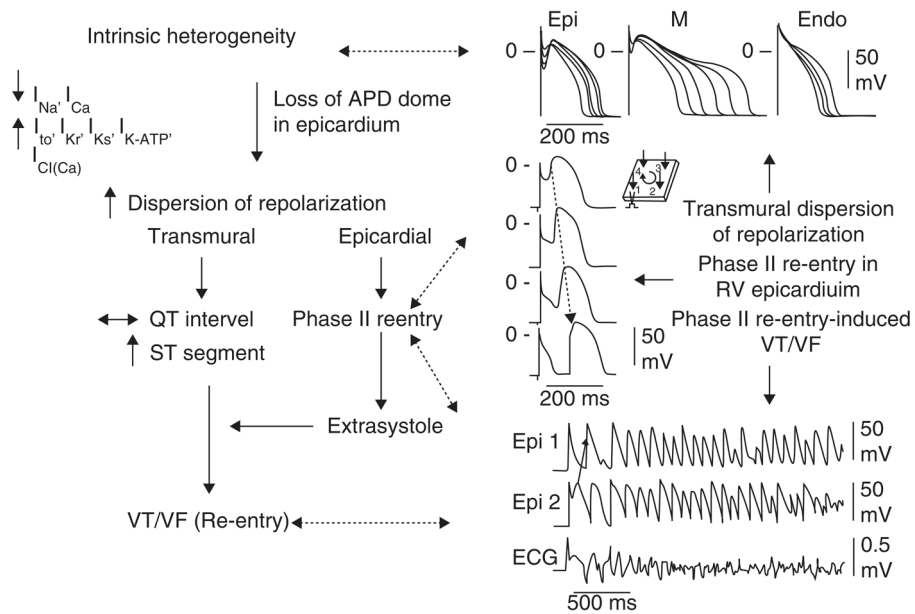 Epi M Endo
Intrinsic heterogeneity
0 – 0 – 0 – 50
mV
INa' ICa
Ito' IKr' IKs' IK-ATP'
ICl(Ca)
Loss of APD dome
in epicardium
200 ms
0 -
4 3
1 2
Dispersion of repolarization
Transmural Epicardial
Transmural dispersion
of repolarization
0 -
Phase II re-entry in
RV epicardiuim
0 -
QT intervel Phase II reentry
ST segment
Phase II re-entry-induced
VT/VF
0 - 50
mV
200 ms
Extrasystole
Epi 1 50
mV
Epi 2 50
mV
VT/VF (Re-entry)
ECG 0.5
mV
500 ms